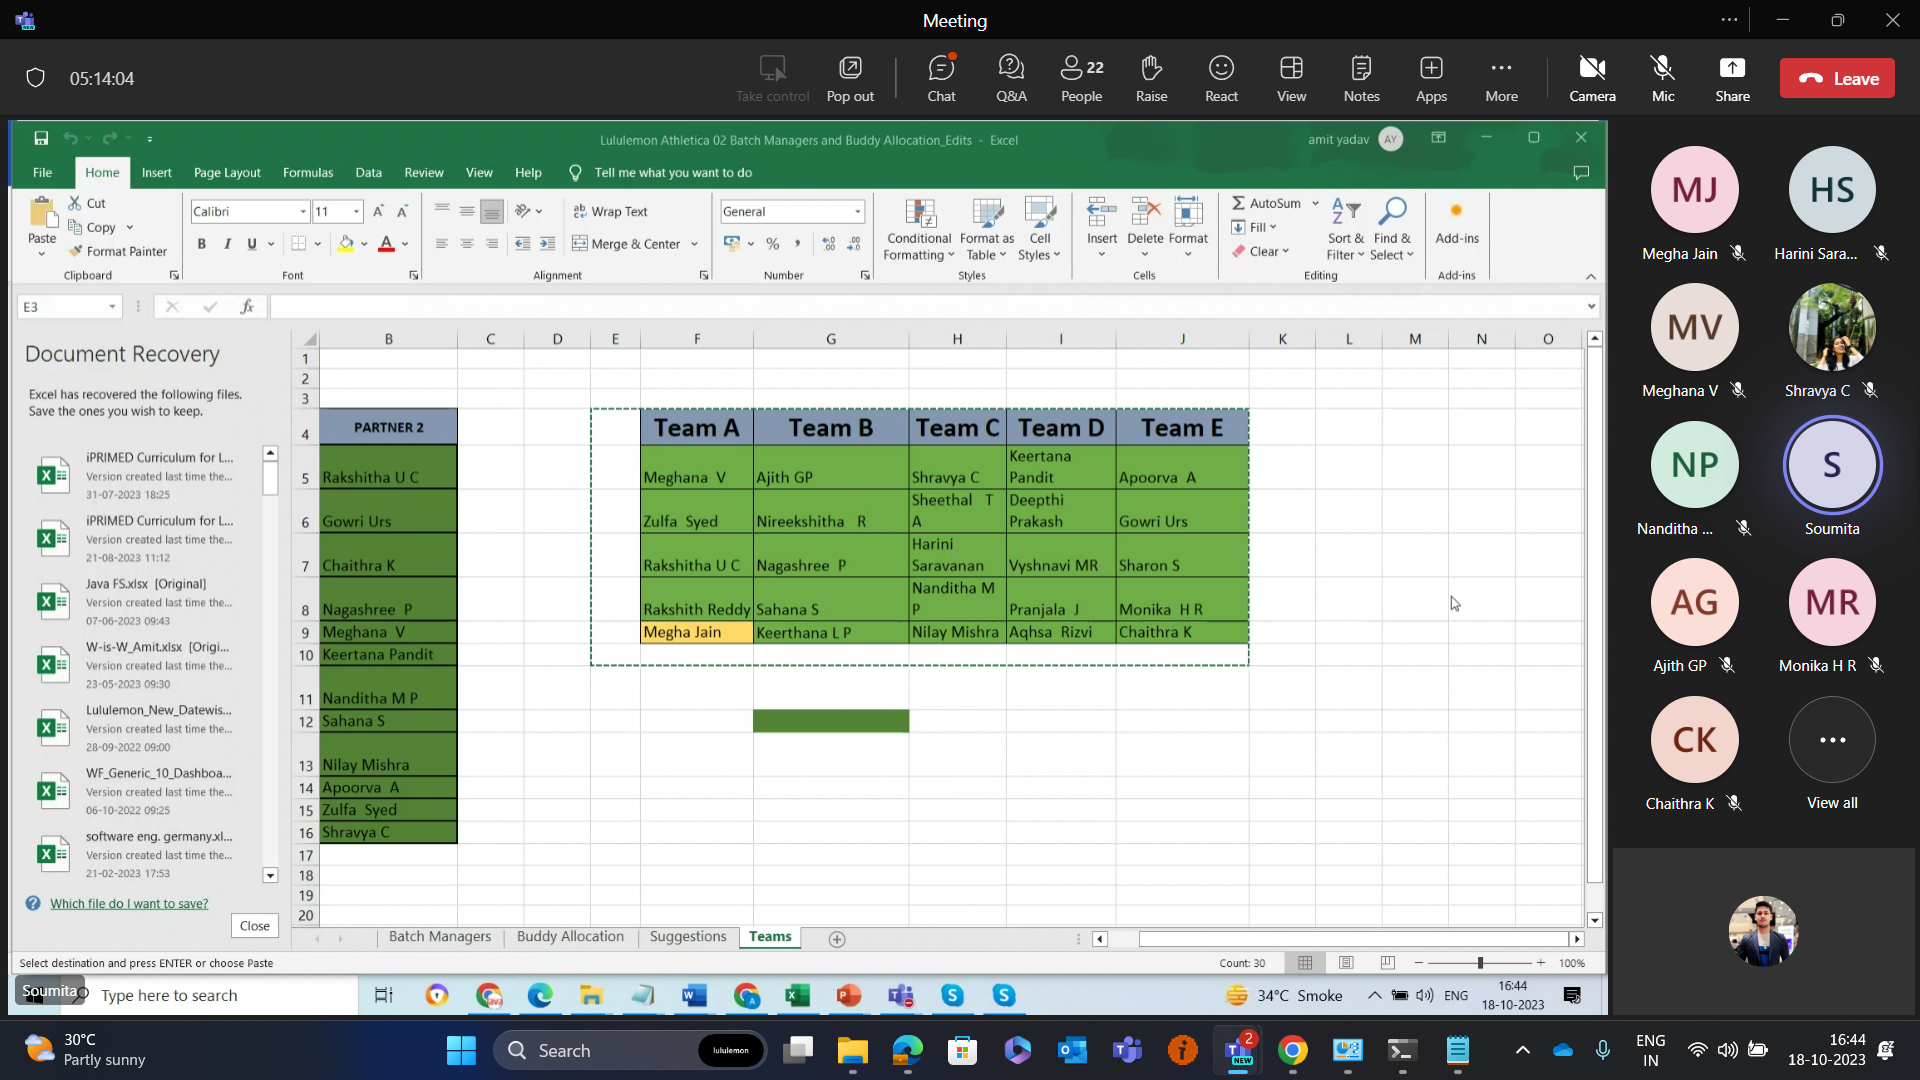 Meeting
05:14:04
Take control
Pop out
Chat
Q&A
22
People
Raise
React
View
Notes
Apps
More
Camera
Mic
Share
Leave
Lululemon Athletica 02 Batch Managers and Buddy Allocation_Edits - Excel
amit yadav
AY
File Home Insert Page Layout Formulas Data Review View Help Tell me what you want to do
Paste
Cut
Copy
Format Painter
Clipboard
Calibri 11
B I U
Font
Wrap Text
Merge & Center
Alignment
General
% ,
Number
Conditional Formatting
Format as Table
Cell Styles
Styles
Insert
Delete
Format
Cells
AutoSum
Fill
Clear
Sort & Filter
Find & Select
Editing
Add-ins
Add-ins
E3
fx
Document Recovery
Excel has recovered the following files.
Save the ones you wish to keep.
iPRIMED Curriculum for L...
Version created last time the...
31-07-2023 18:25
iPRIMED Curriculum for L...
Version created last time the...
21-08-2023 11:12
Java FS.xlsx [Original]
Version created last time the...
07-06-2023 09:43
W-is-W_Amit.xlsx [Origi...
Version created last time the...
23-05-2023 09:30
Lululemon_New_Datewis...
Version created last time the...
28-09-2022 09:00
WF_Generic_10_Dashboa...
Version created last time the...
06-10-2022 09:25
software eng. germany.xl...
Version created last time the...
21-02-2023 17:53
Which file do I want to save?
Close
B C D E F G H I J K L M N O
1
2
3
4 PARTNER 2 Team A Team B Team C Team D Team E
5 Rakshitha U C Meghana V Ajith GP Shravya C Keertana Pandit Apoorva A
6 Gowri Urs Zulfa Syed Nireekshitha R Sheethal T A Deepthi Prakash Gowri Urs
7 Chaithra K Rakshitha U C Nagashree P Harini Saravanan Vyshnavi MR Sharon S
8 Nagashree P Rakshith Reddy Sahana S Nanditha M P Pranjala J Monika H R
9 Meghana V Megha Jain Keerthana L P Nilay Mishra Aqhsa Rizvi Chaithra K
10 Keertana Pandit
11 Nanditha M P
12 Sahana S
13 Nilay Mishra
14 Apoorva A
15 Zulfa Syed
16 Shravya C
17
18
19
20
Batch Managers Buddy Allocation Suggestions Teams
Select destination and press ENTER or choose Paste
Count: 30
100%
Soumita
Type here to search
34°C Smoke
ENG
16:44
18-10-2023
MJ
Megha Jain
HS
Harini Sara...
MV
Meghana V
Shravya C
NP
Nanditha ...
S
Soumita
AG
Ajith GP
MR
Monika H R
CK
Chaithra K
View all
30°C
Partly sunny
Search
lululemon
2
NEW
ENG
IN
16:44
18-10-2023